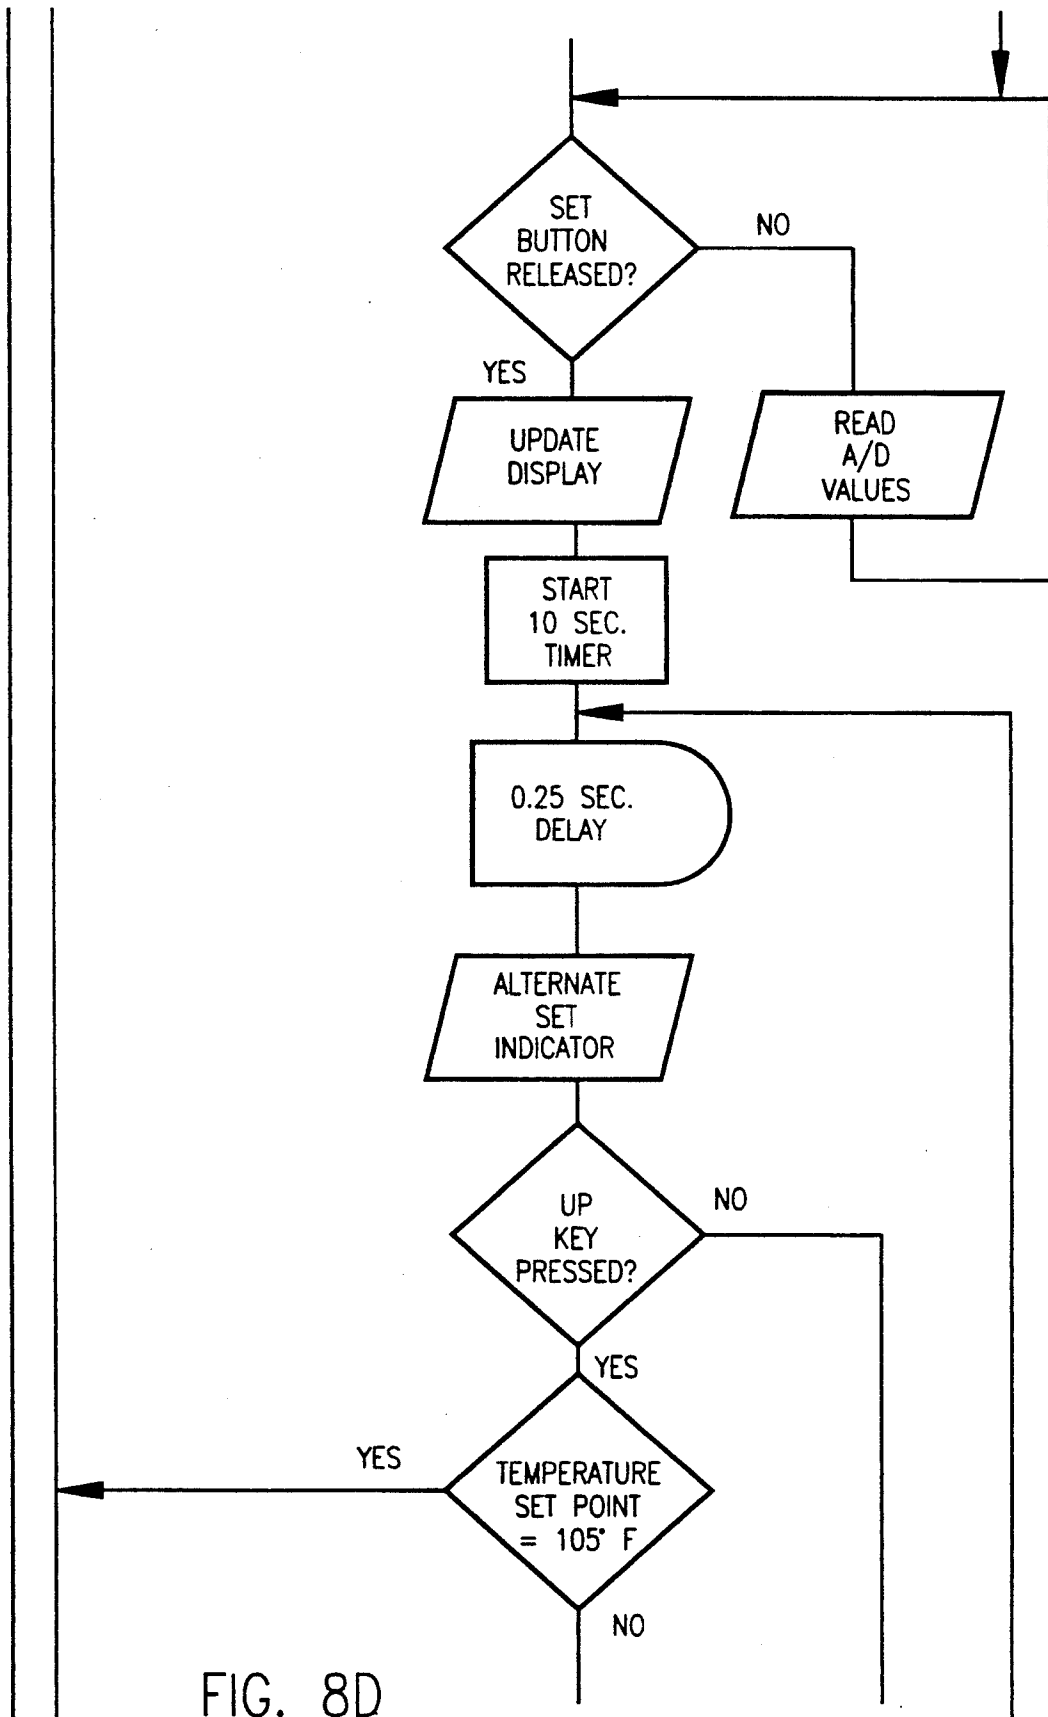 SET
BUTTON
RELEASED?
NO
YES
UPDATE
DISPLAY
READ
A/D
VALUES
START
10 SEC.
TIMER
0.25 SEC.
DELAY
ALTERNATE
SET
INDICATOR
UP
KEY
PRESSED?
NO
YES
YES
TEMPERATURE
SET POINT
= 105° F
NO
FIG. 8D